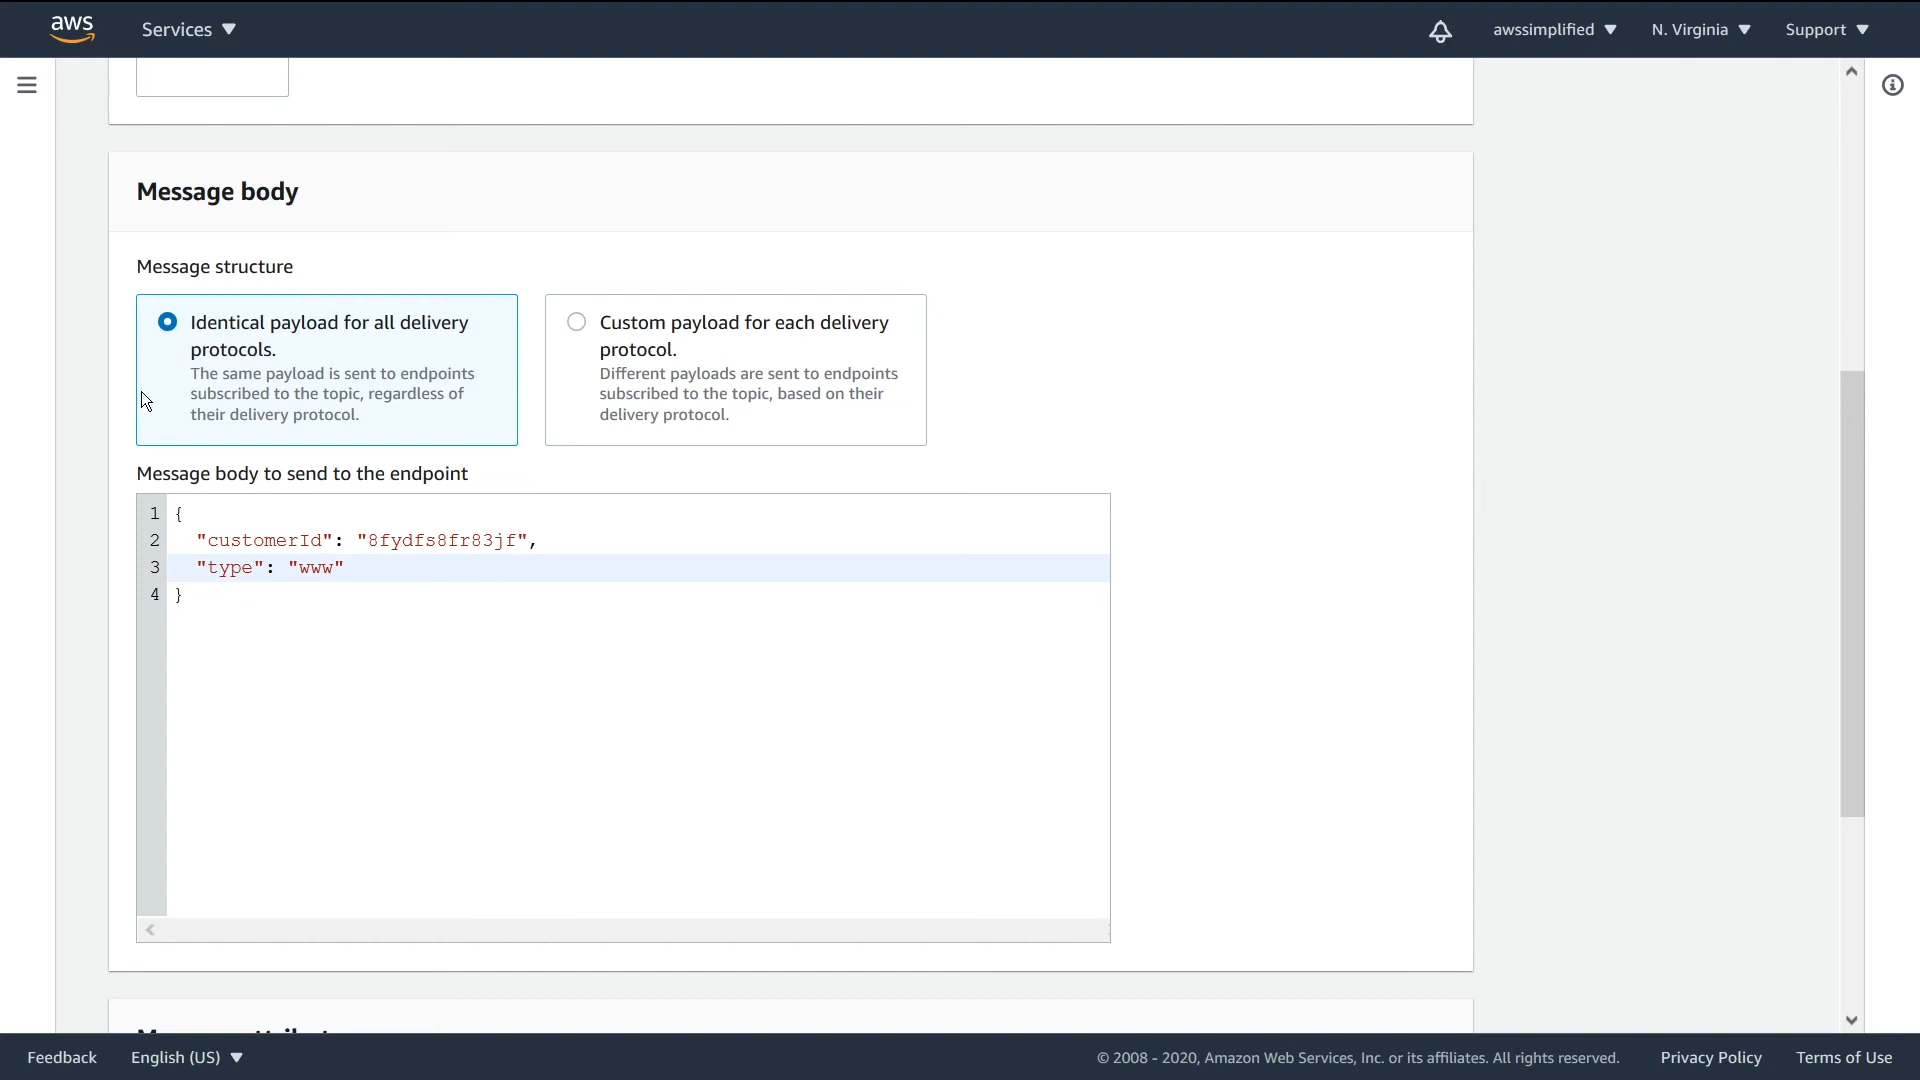 aws
Services
awssimplified
N. Virginia
Support
Message body
Message structure
Identical payload for all delivery
protocols.
The same payload is sent to endpoints
subscribed to the topic, regardless of
their delivery protocol.
Custom payload for each delivery
protocol.
Different payloads are sent to endpoints
subscribed to the topic, based on their
delivery protocol.
Message body to send to the endpoint
1 {
2 "customerId": "8fydfs8fr83jf",
3 "type": "www"
4 }
Feedback
English (US)
© 2008 - 2020, Amazon Web Services, Inc. or its affiliates. All rights reserved.
Privacy Policy
Terms of Use